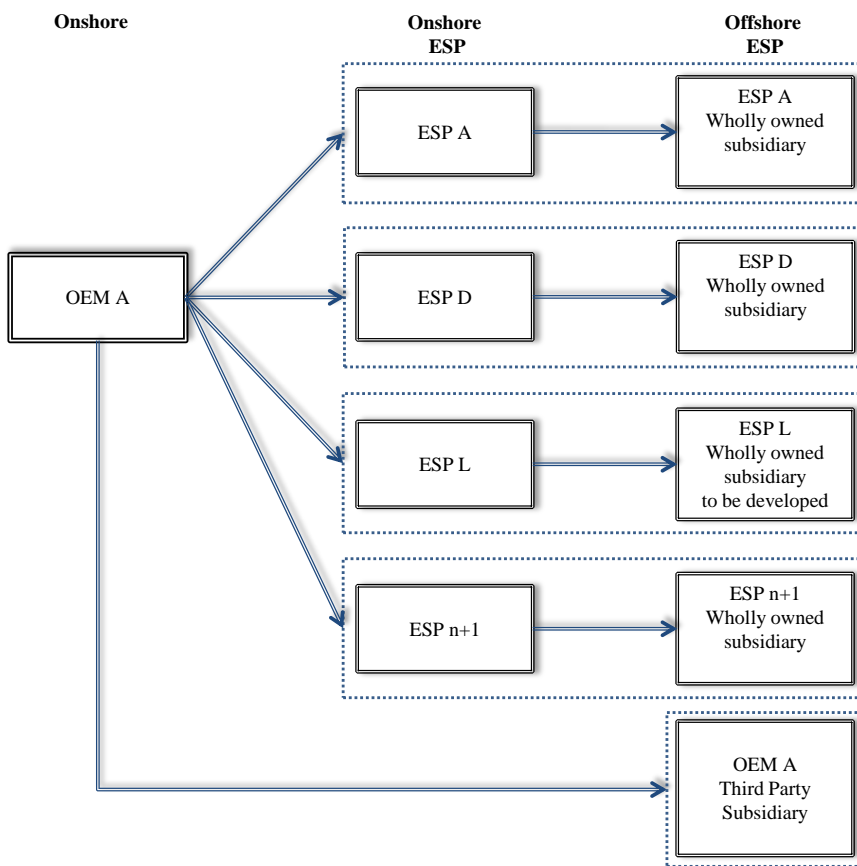 Onshore
Onshore
ESP
Offshore
ESP
ESP A
ESP A
Wholly owned
subsidiary
OEM A
ESP D
ESP D
Wholly owned
subsidiary
ESP L
ESP L
Wholly owned
subsidiary
to be developed
ESP n+1
ESP n+1
Wholly owned
subsidiary
OEM A
Third Party
Subsidiary